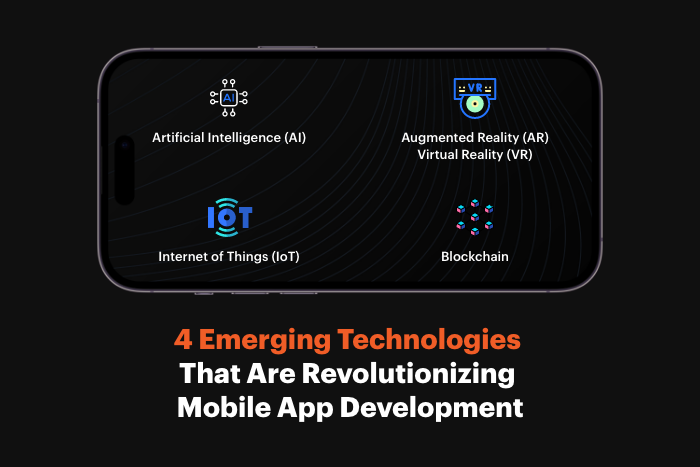 AI
Artificial Intelligence (AI)
VR
Augmented Reality (AR)
Virtual Reality (VR)
IOT
Internet of Things (IoT)
Blockchain
4 Emerging Technologies
That Are Revolutionizing
Mobile App Development